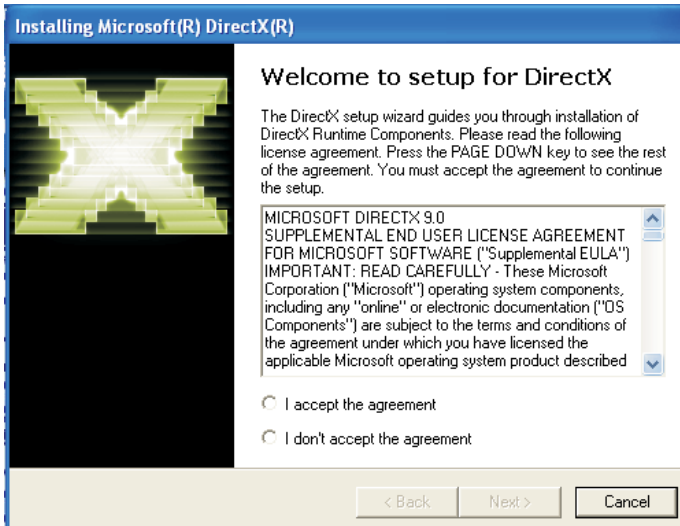 Installing Microsoft(R) DirectX(R)
Welcome to setup for DirectX
The DirectX setup wizard guides you through installation of
DirectX Runtime Components. Please read the following
license agreement. Press the PAGE DOWN key to see the rest
of the agreement. You must accept the agreement to continue
the setup.
MICROSOFT DIRECTX 9.0
SUPPLEMENTAL END USER LICENSE AGREEMENT
FOR MICROSOFT SOFTWARE ("Supplemental EULA")
IMPORTANT: READ CAREFULLY - These Microsoft
Corporation ("Microsoft") operating system components,
including any "online" or electronic documentation ("OS
Components") are subject to the terms and conditions of
the agreement under which you have licensed the
applicable Microsoft operating system product described
I accept the agreement
I don't accept the agreement
< Back Next > Cancel